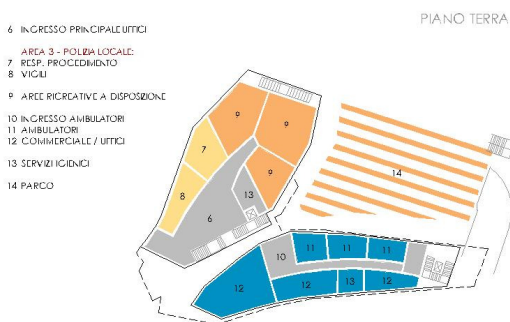 PIANO TERRA
6 INGRESSO PRINCIPALE UFFICI
AREA 3 - POLIZIA LOCALE:
7 RESP. PROCEDIMENTO
8 VIGILI
9 AREE RICREATIVE A DISPOSIZIONE
10 INGRESSO AMBULATORI
11 AMBULATORI
12 COMMERCIALE / UFFICI
13 SERVIZI IGIENICI
14 PARCO
9
9
7
9
14
8
13
6
11
11
11
10
12
12
13
12